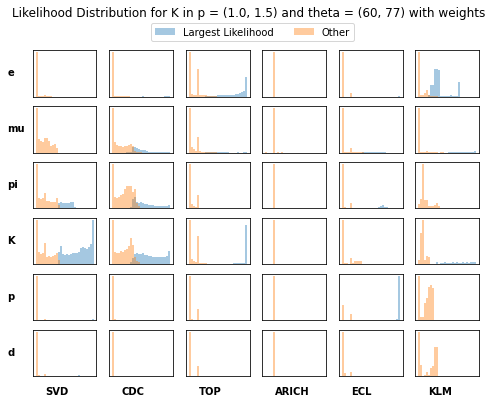 Likelihood Distribution for K in p = (1.0, 1.5) and theta = (60, 77) with weights
Largest Likelihood Other
e
mu
pi
K
p
d
SVD CDC TOP ARICH ECL KLM